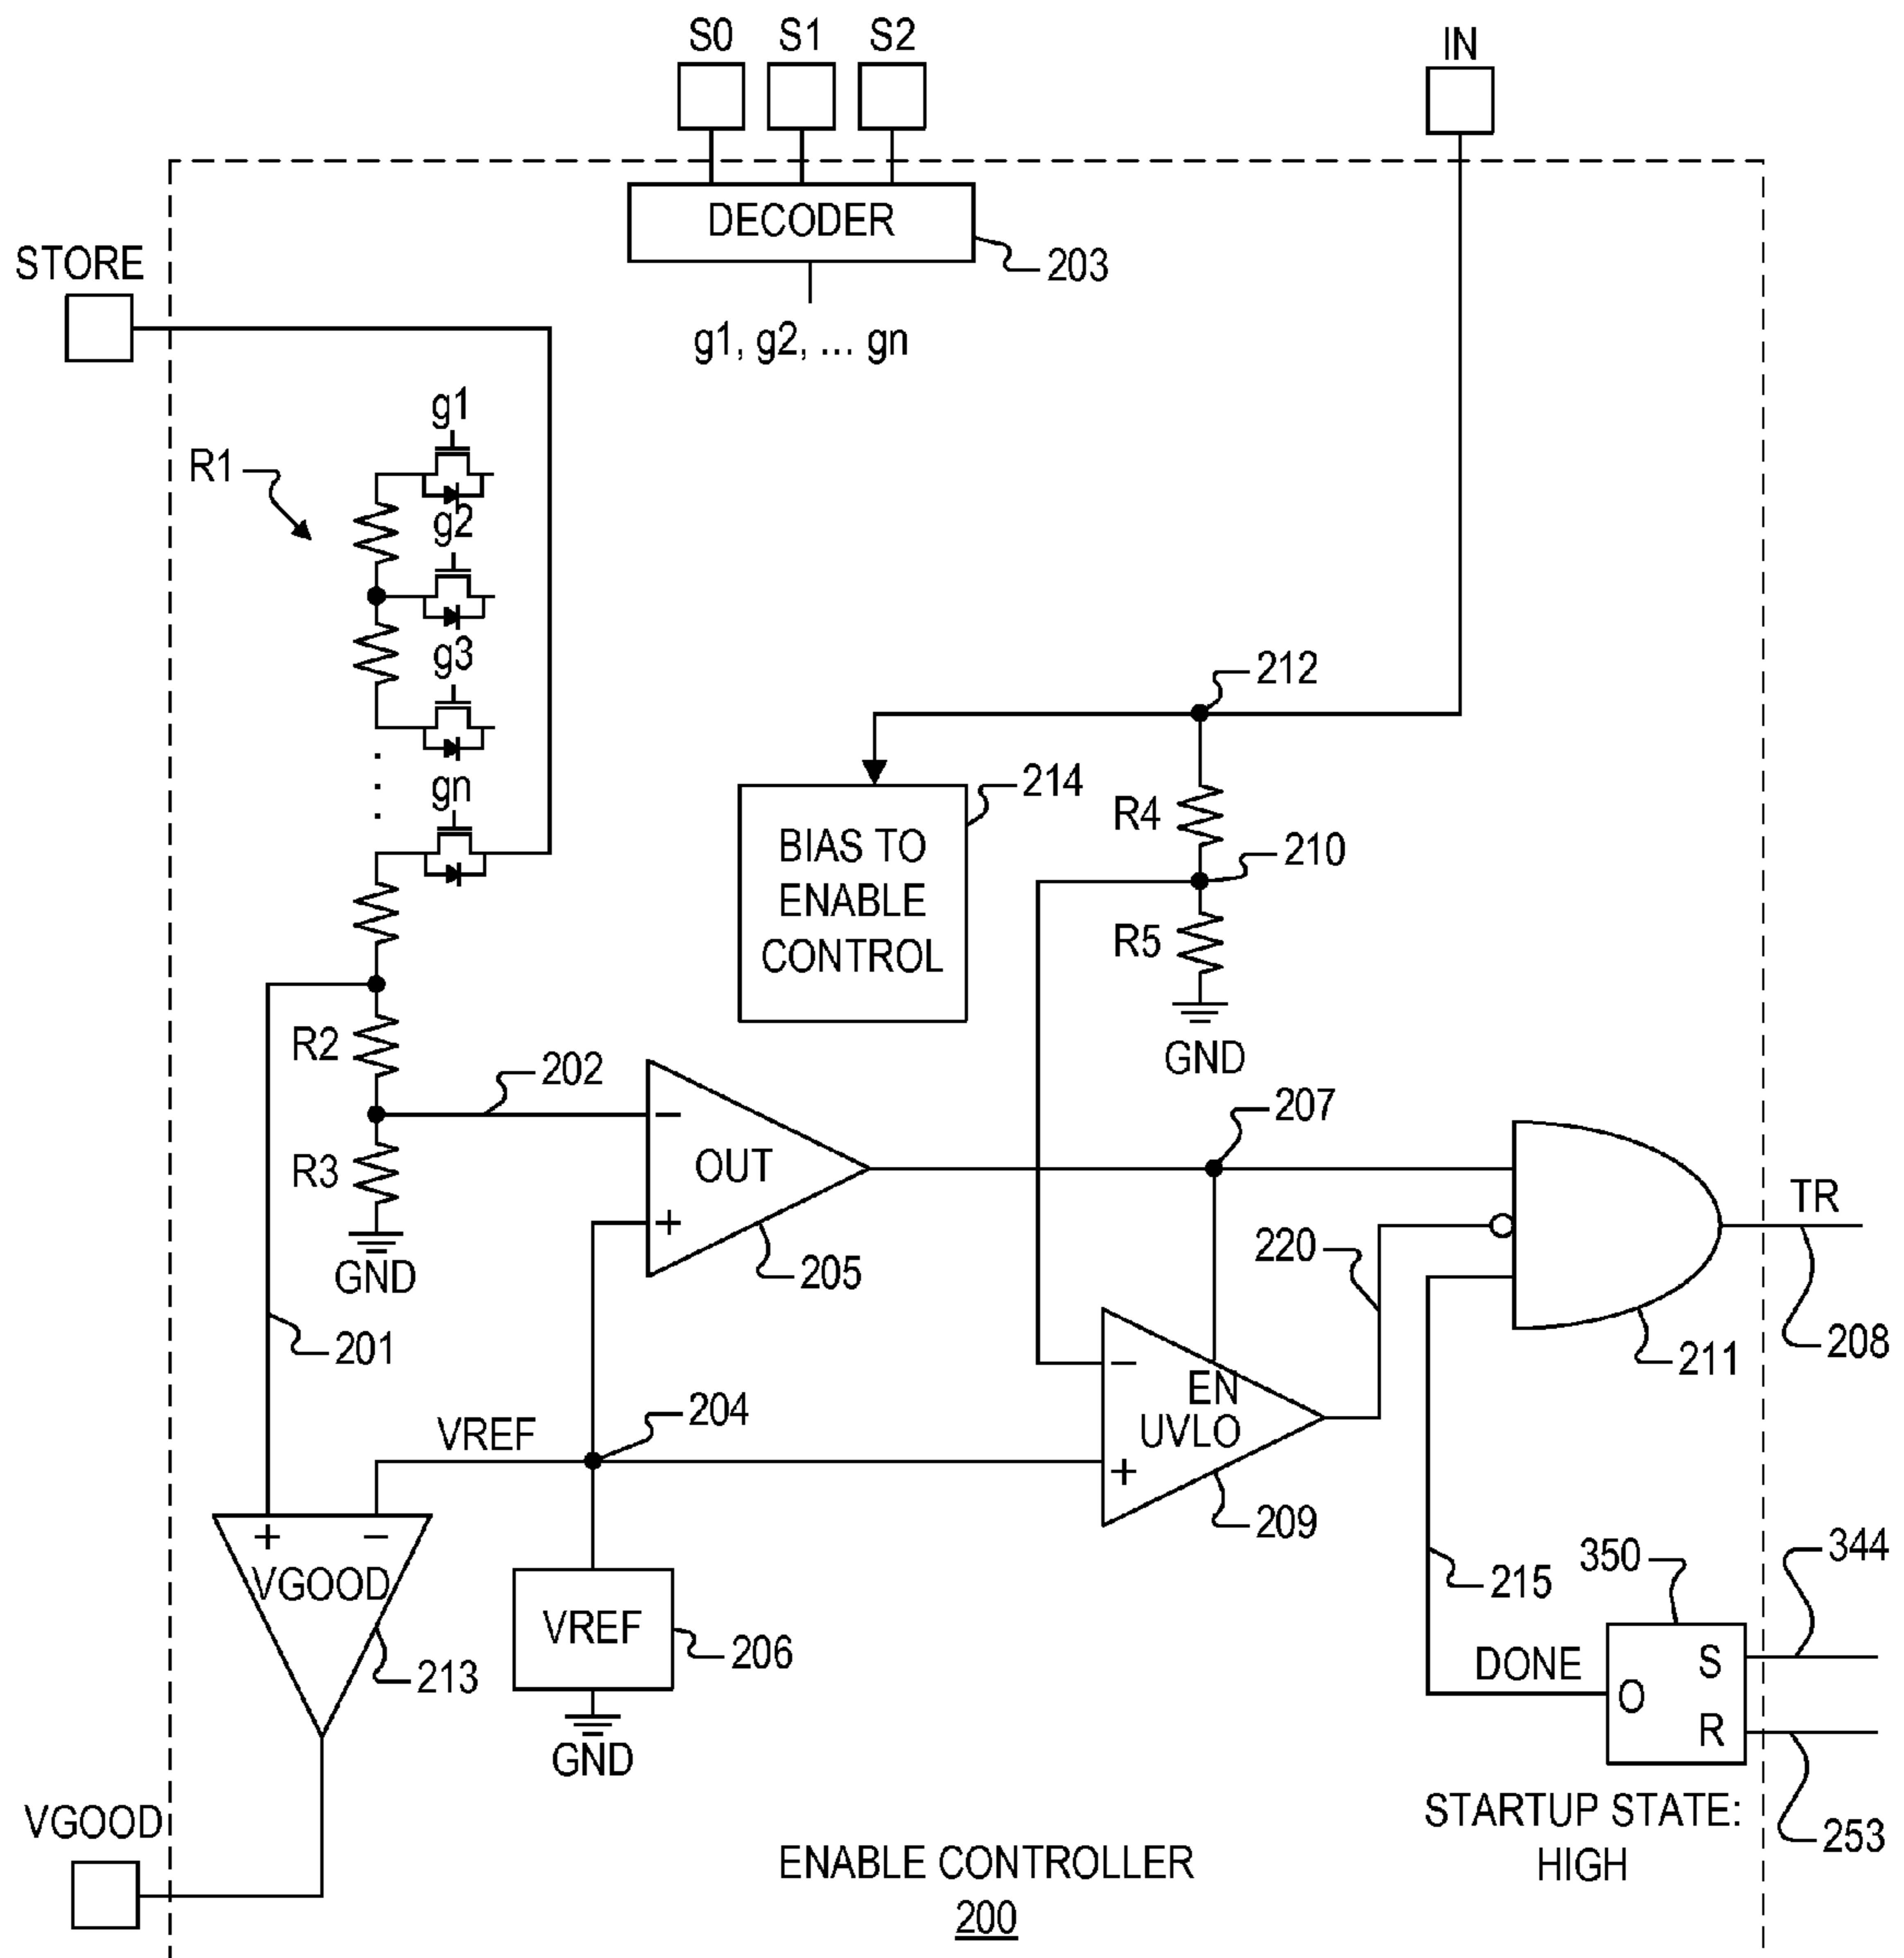 S0 S1 S2
IN
DECODER
203
STORE
g1, g2, ... gn
g1
R1
g2
g3
212
gn
214
R4
BIAS TO
ENABLE
CONTROL
210
R5
GND
R2
202
207
OUT
R3
TR
220
205
GND
201
208
211
EN
UVLO
204
VREF
209
+ −
VGOOD
350
344
215
VREF
206
213
DONE
S
O
R
GND
VGOOD
STARTUP STATE:
HIGH
253
ENABLE CONTROLLER
200